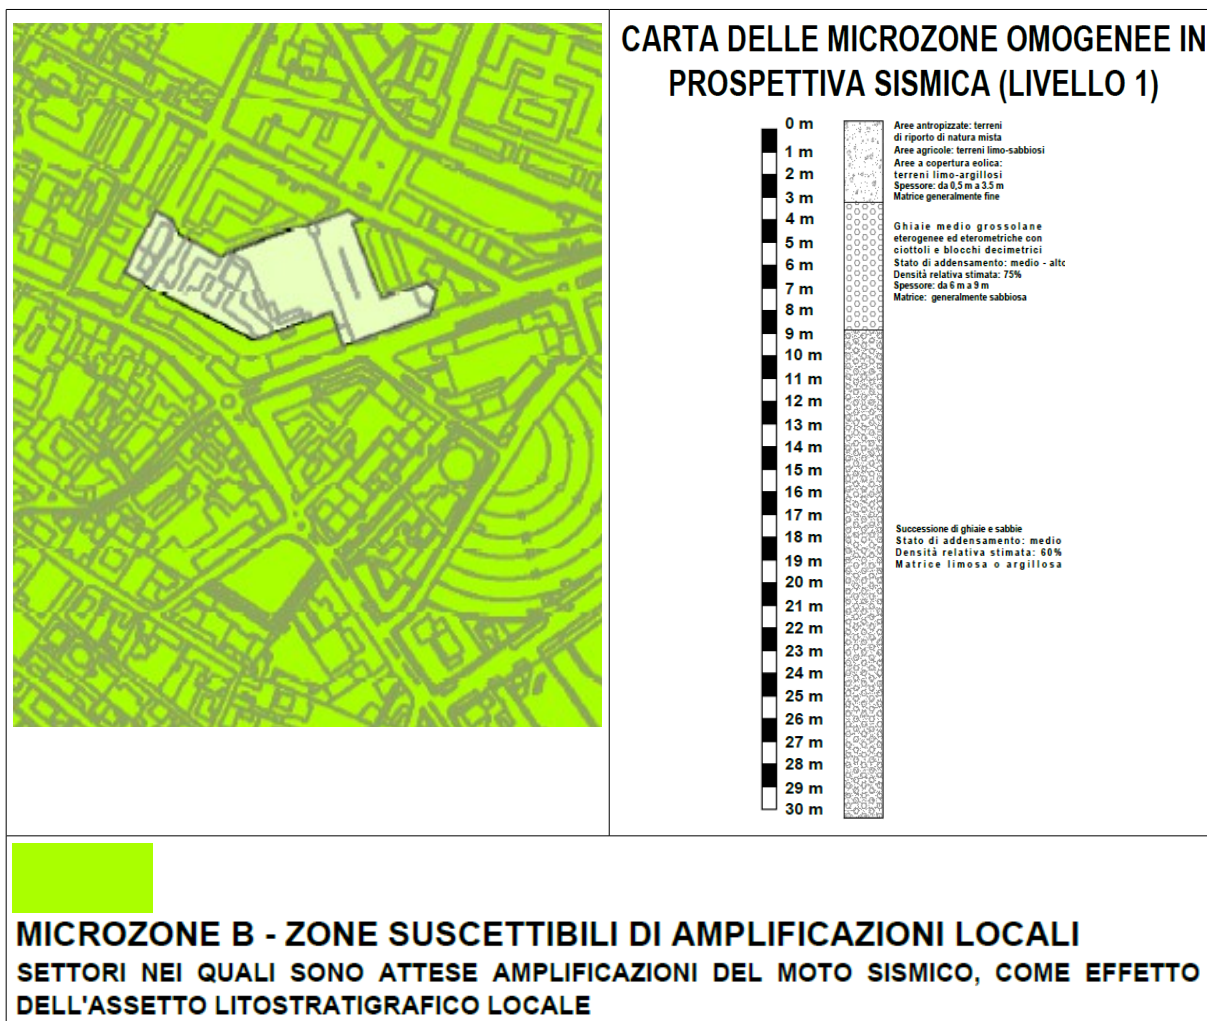 CARTA DELLE MICROZONE OMOGENEE IN
PROSPETTIVA SISMICA (LIVELLO 1)
0 m
1 m
2 m
3 m
4 m
5 m
6 m
7 m
8 m
9 m
10 m
11 m
12 m
13 m
14 m
15 m
16 m
17 m
18 m
19 m
20 m
21 m
22 m
23 m
24 m
25 m
26 m
27 m
28 m
29 m
30 m
Aree antropizzate: terreni
di riporto di natura mista
Aree agricole: terreni limo-sabbiosi
Aree a copertura eolica:
terreni limo-argillosi
Spessore: da 0,5 m a 3.5 m
Matrice generalmente fine
Ghiaie medio grossolane
eterogenee ed eterometriche con
ciottoli e blocchi decimetrici
Stato di addensamento: medio - alto
Densità relativa stimata: 75%
Spessore: da 6 m a 9 m
Matrice: generalmente sabbiosa
Successione di ghiaie e sabbie
Stato di addensamento: medio
Densità relativa stimata: 60%
Matrice limosa o argillosa
MICROZONE B - ZONE SUSCETTIBILI DI AMPLIFICAZIONI LOCALI
SETTORI NEI QUALI SONO ATTESE AMPLIFICAZIONI DEL MOTO SISMICO, COME EFFETTO
DELL'ASSETTO LITOSTRATIGRAFICO LOCALE